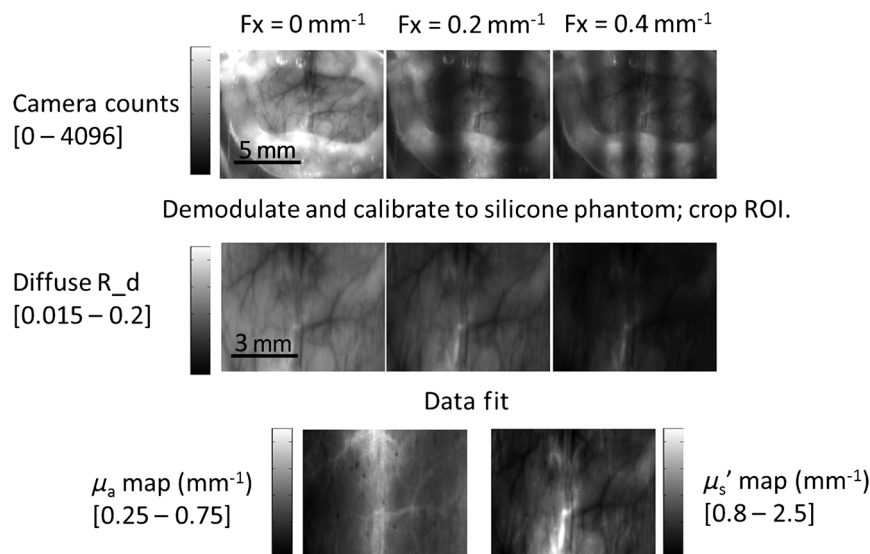 Fx = 0 mm⁻¹ Fx = 0.2 mm⁻¹ Fx = 0.4 mm⁻¹
Camera counts
[0 – 4096]
5 mm
Demodulate and calibrate to silicone phantom; crop ROI.
Diffuse R_d
[0.015 – 0.2]
3 mm
Data fit
μₐ map (mm⁻¹)
[0.25 – 0.75]
μₛ’ map (mm⁻¹)
[0.8 – 2.5]